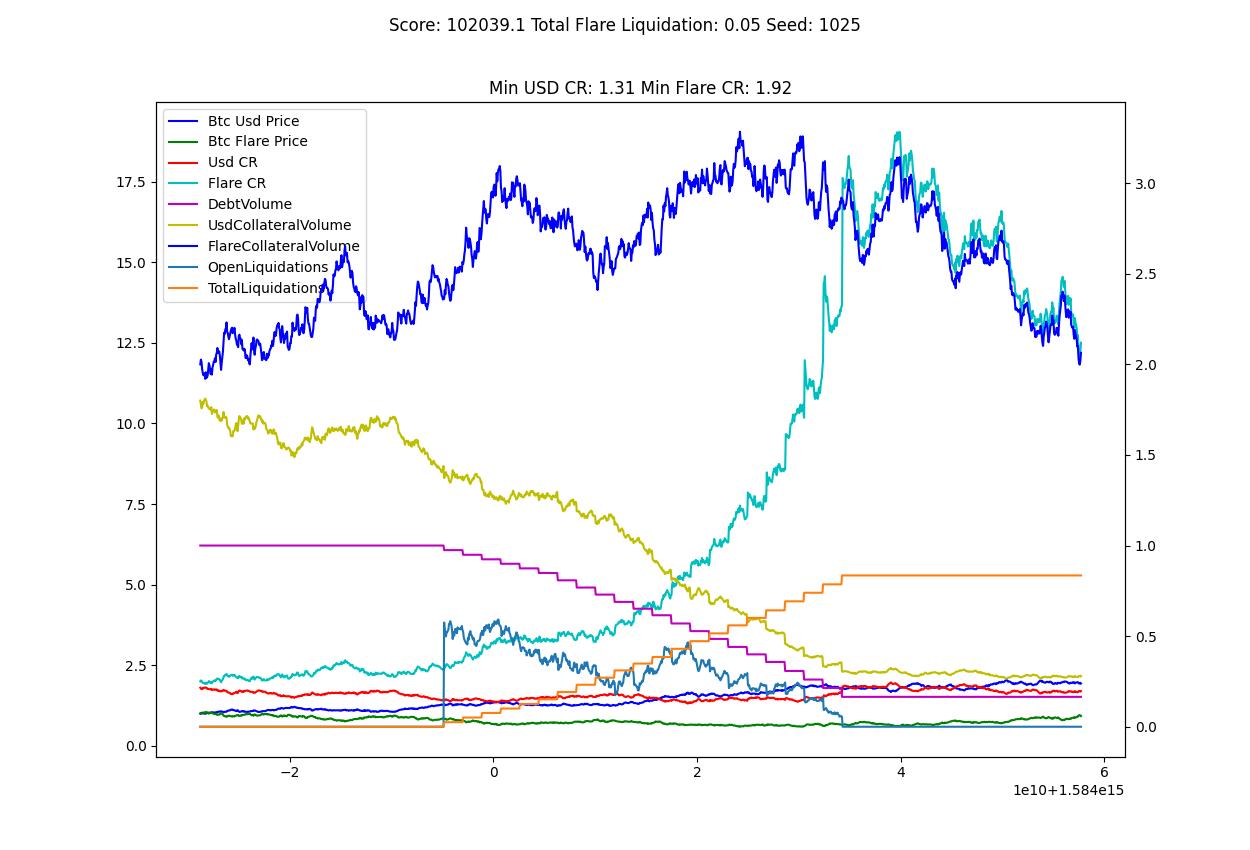 Score: 102039.1 Total Flare Liquidation: 0.05 Seed: 1025
Min USD CR: 1.31 Min Flare CR: 1.92
Btc Usd Price
Btc Flare Price
Usd CR
Flare CR
DebtVolume
UsdCollateralVolume
FlareCollateralVolume
OpenLiquidations
TotalLiquidations
17.5
15.0
12.5
10.0
7.5
5.0
2.5
0.0
3.0
2.5
2.0
1.5
1.0
0.5
0.0
−2
0
2
4
6
1e10+1.584e15